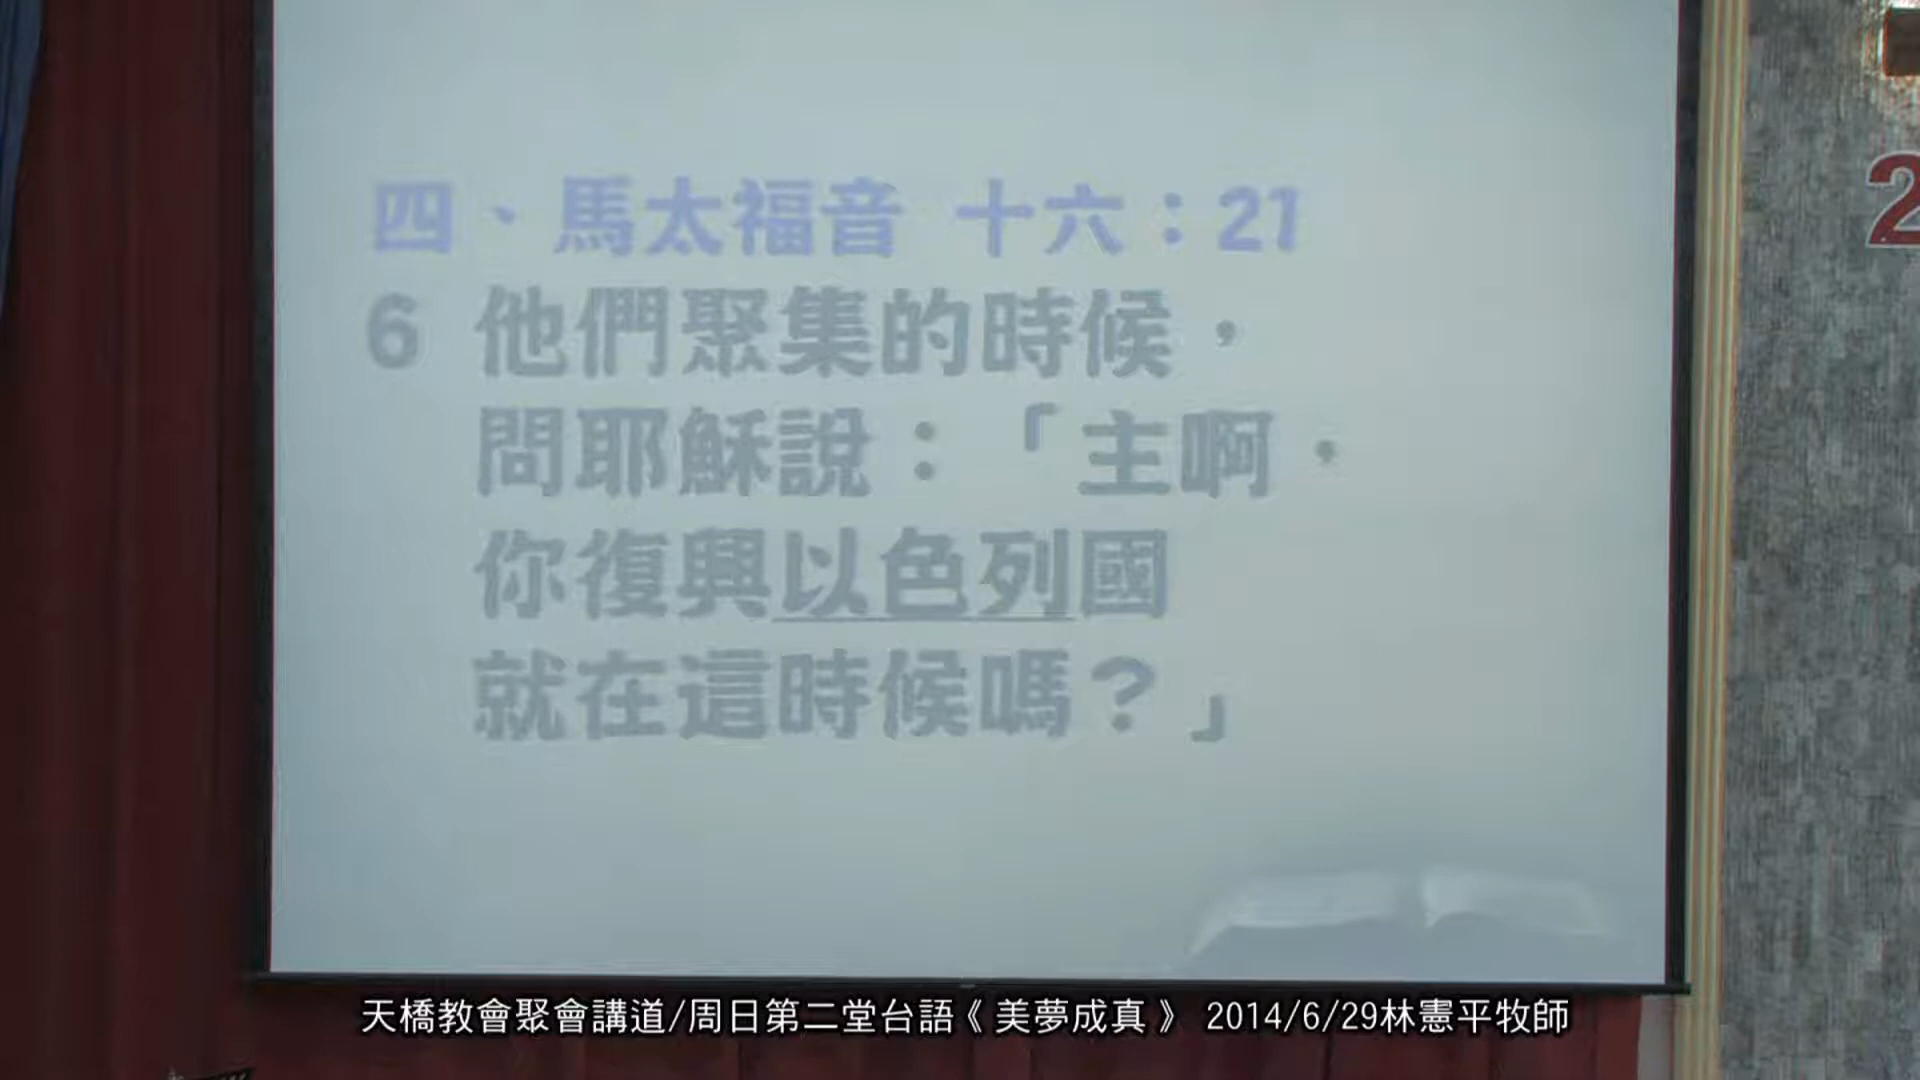 四、馬太福音 十六：21
6 他們聚集的時候，
問耶穌說：「主啊，
你復興以色列國
就在這時候嗎？」
2
天橋教會聚會講道/周日第二堂台語《美夢成真》 2014/6/29林憲平牧師